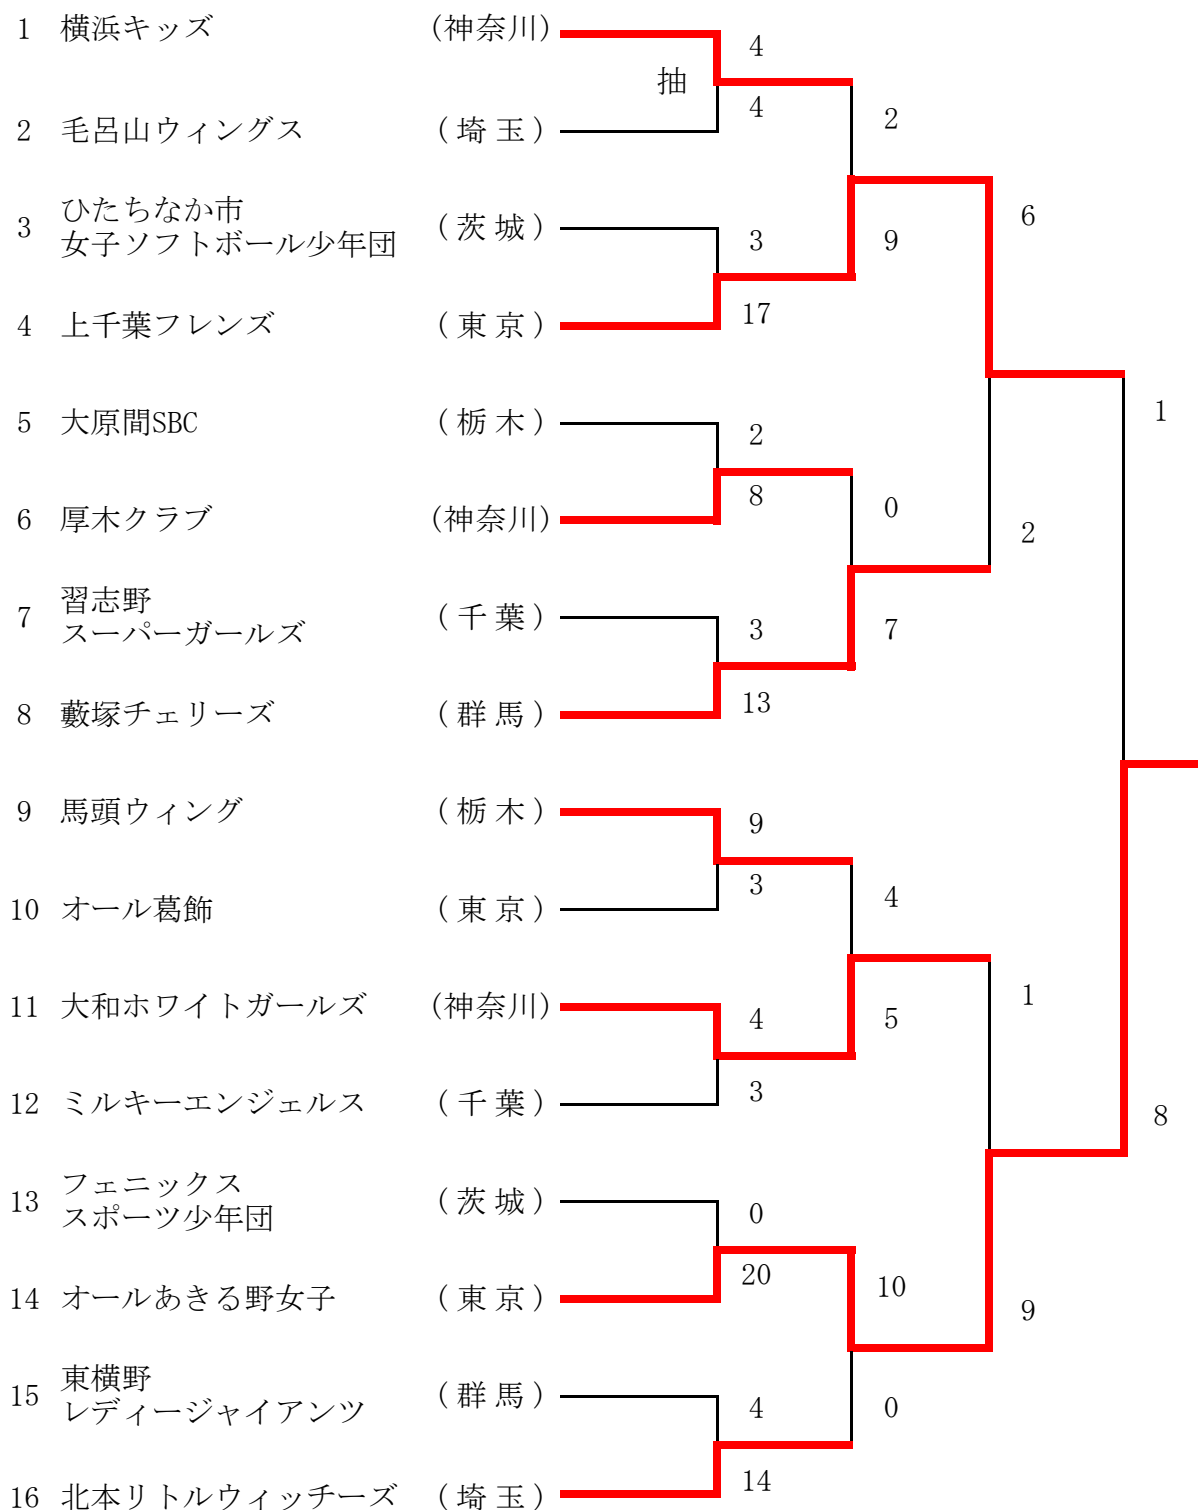 1 横浜キッズ (神奈川) 4
抽
4
2 毛呂山ウィングス (埼玉) 2
3 ひたちなか市
女子ソフトボール少年団 (茨城) 3 9 6
4 上千葉フレンズ (東京) 17
5 大原間SBC (栃木) 2 1
8
6 厚木クラブ (神奈川) 0 2
7 習志野
スーパーガールズ (千葉) 3 7
8 藪塚チェリーズ (群馬) 13
9 馬頭ウィング (栃木) 9
3
10 オール葛飾 (東京) 4
11 大和ホワイトガールズ (神奈川) 4 5 1
12 ミルキーエンジェルス (千葉) 3 8
13 フェニックス
スポーツ少年団 (茨城) 0
20
14 オールあきる野女子 (東京) 10 9
15 東横野
レディージャイアンツ (群馬) 4 0
16 北本リトルウィッチーズ (埼玉) 14